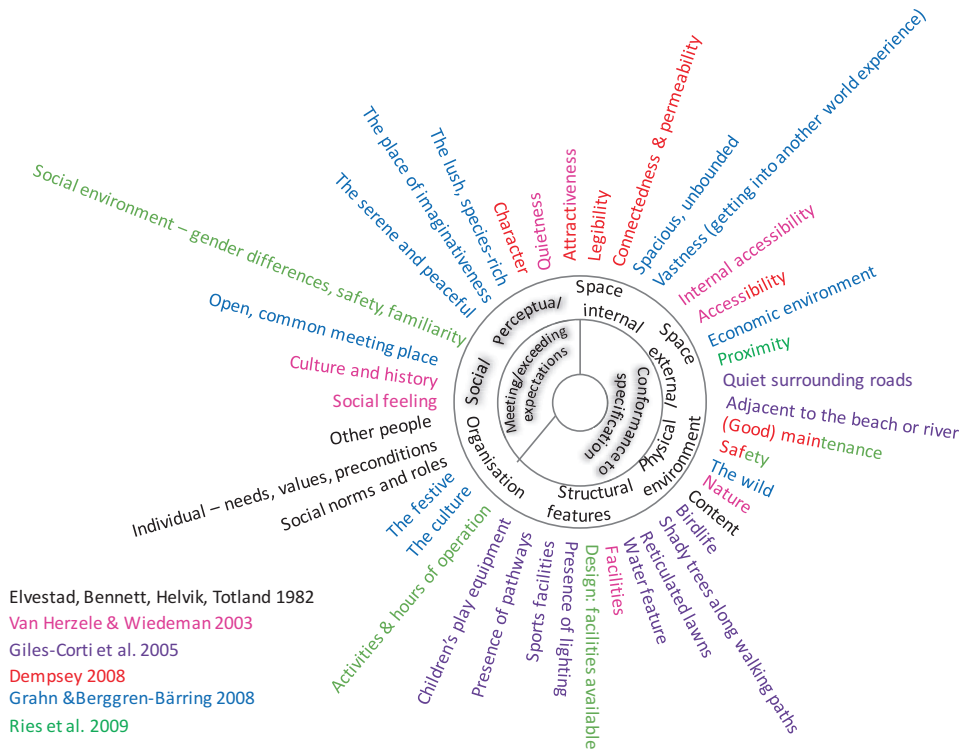 Social environment – gender differences, safety, familiarity
The serene and peaceful
The place of imaginativeness
The lush, species-rich
Character
Quietness
Attractiveness
Legibility
Connectedness & permeability
Spacious, unbounded
Vastness (getting into another world experience)
Internal accessibility
Accessibility
Economic environment
Proximity
Quiet surrounding roads
Adjacent to the beach or river
(Good) maintenance
Safety
The wild
Nature
Content
Birdlife
Shady trees along walking paths
Reticulated lawns
Water feature
Facilities
Design: facilities available
Presence of lighting
Sports facilities
Presence of pathways
Children's play equipment
Activities & hours of operation
The culture
The festive
Social norms and roles
Individual – needs, values, preconditions
Other people
Social feeling
Culture and history
Open, common meeting place
Social
Perceptual/
Space
internal
Space
external/
Physical
environment
Structural
features
Organisation
Meeting/exceeding
expectations
Conformance to
specification
Elvestad, Bennett, Helvik, Totland 1982
Van Herzele & Wiedeman 2003
Giles-Corti et al. 2005
Dempsey 2008
Grahn &Berggren-Bärring 2008
Ries et al. 2009